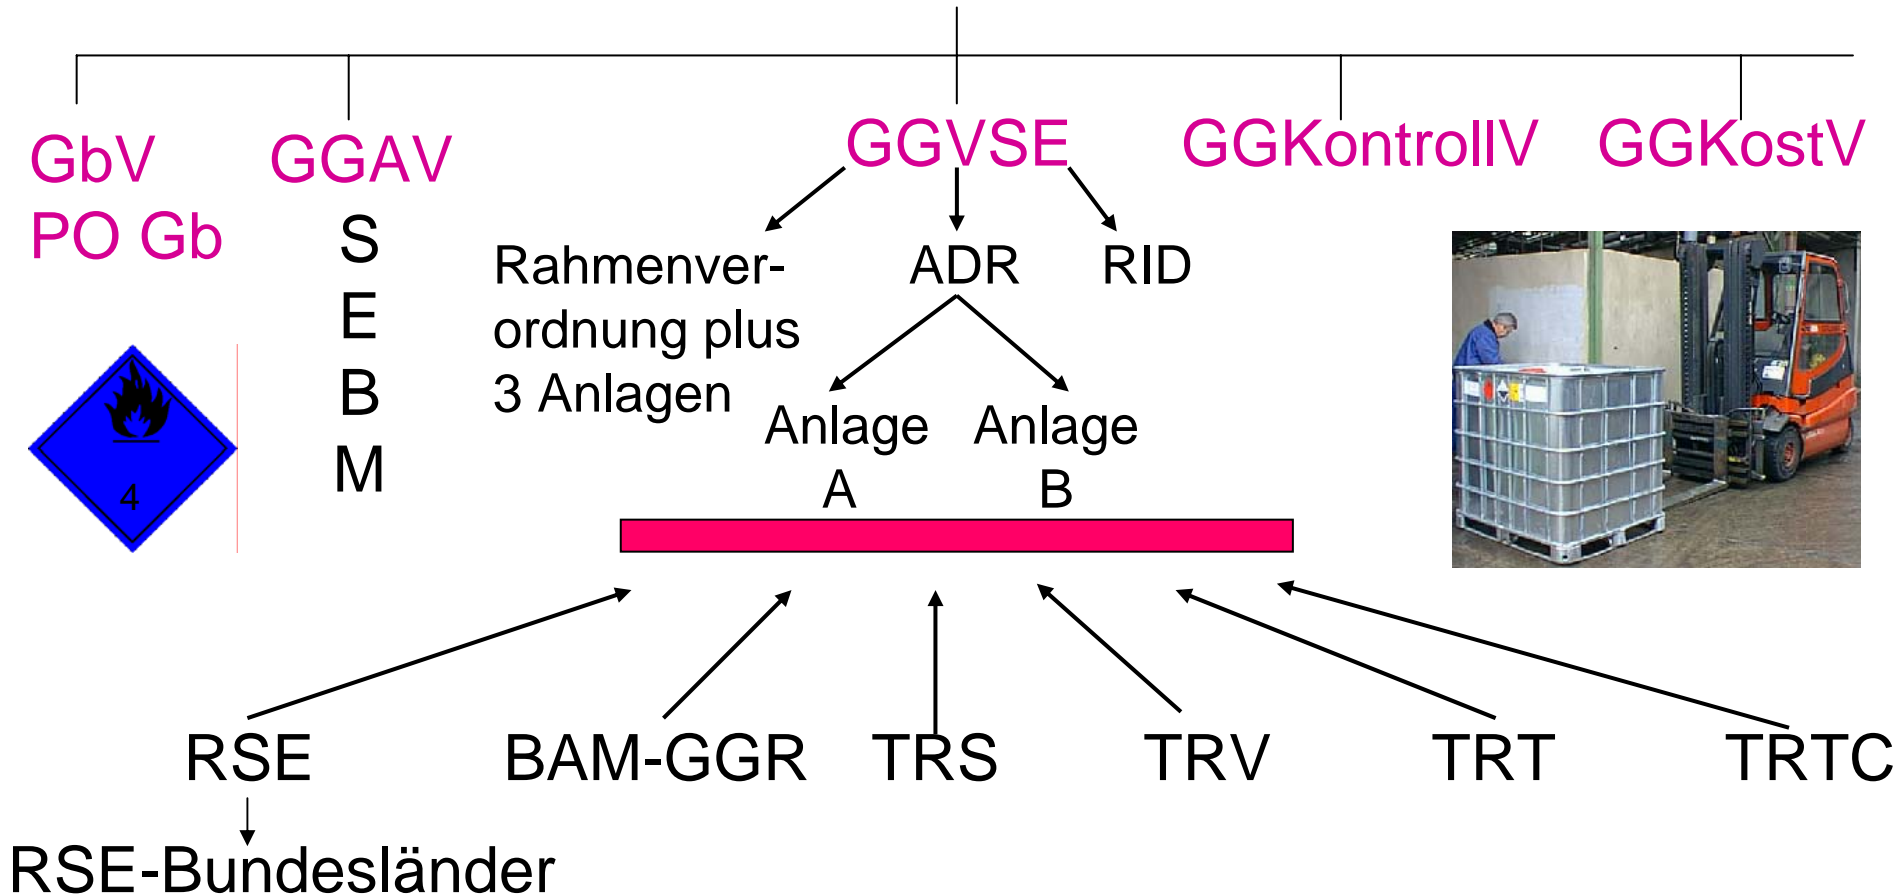 GbV
PO Gb
GGAV
S
E
B
M
GGVSE
GGKontrollV
GGKostV
Rahmenver-
ordnung plus
3 Anlagen
ADR
RID
Anlage
A
Anlage
B
4
RSE
BAM-GGR
TRS
TRV
TRT
TRTC
RSE-Bundesländer